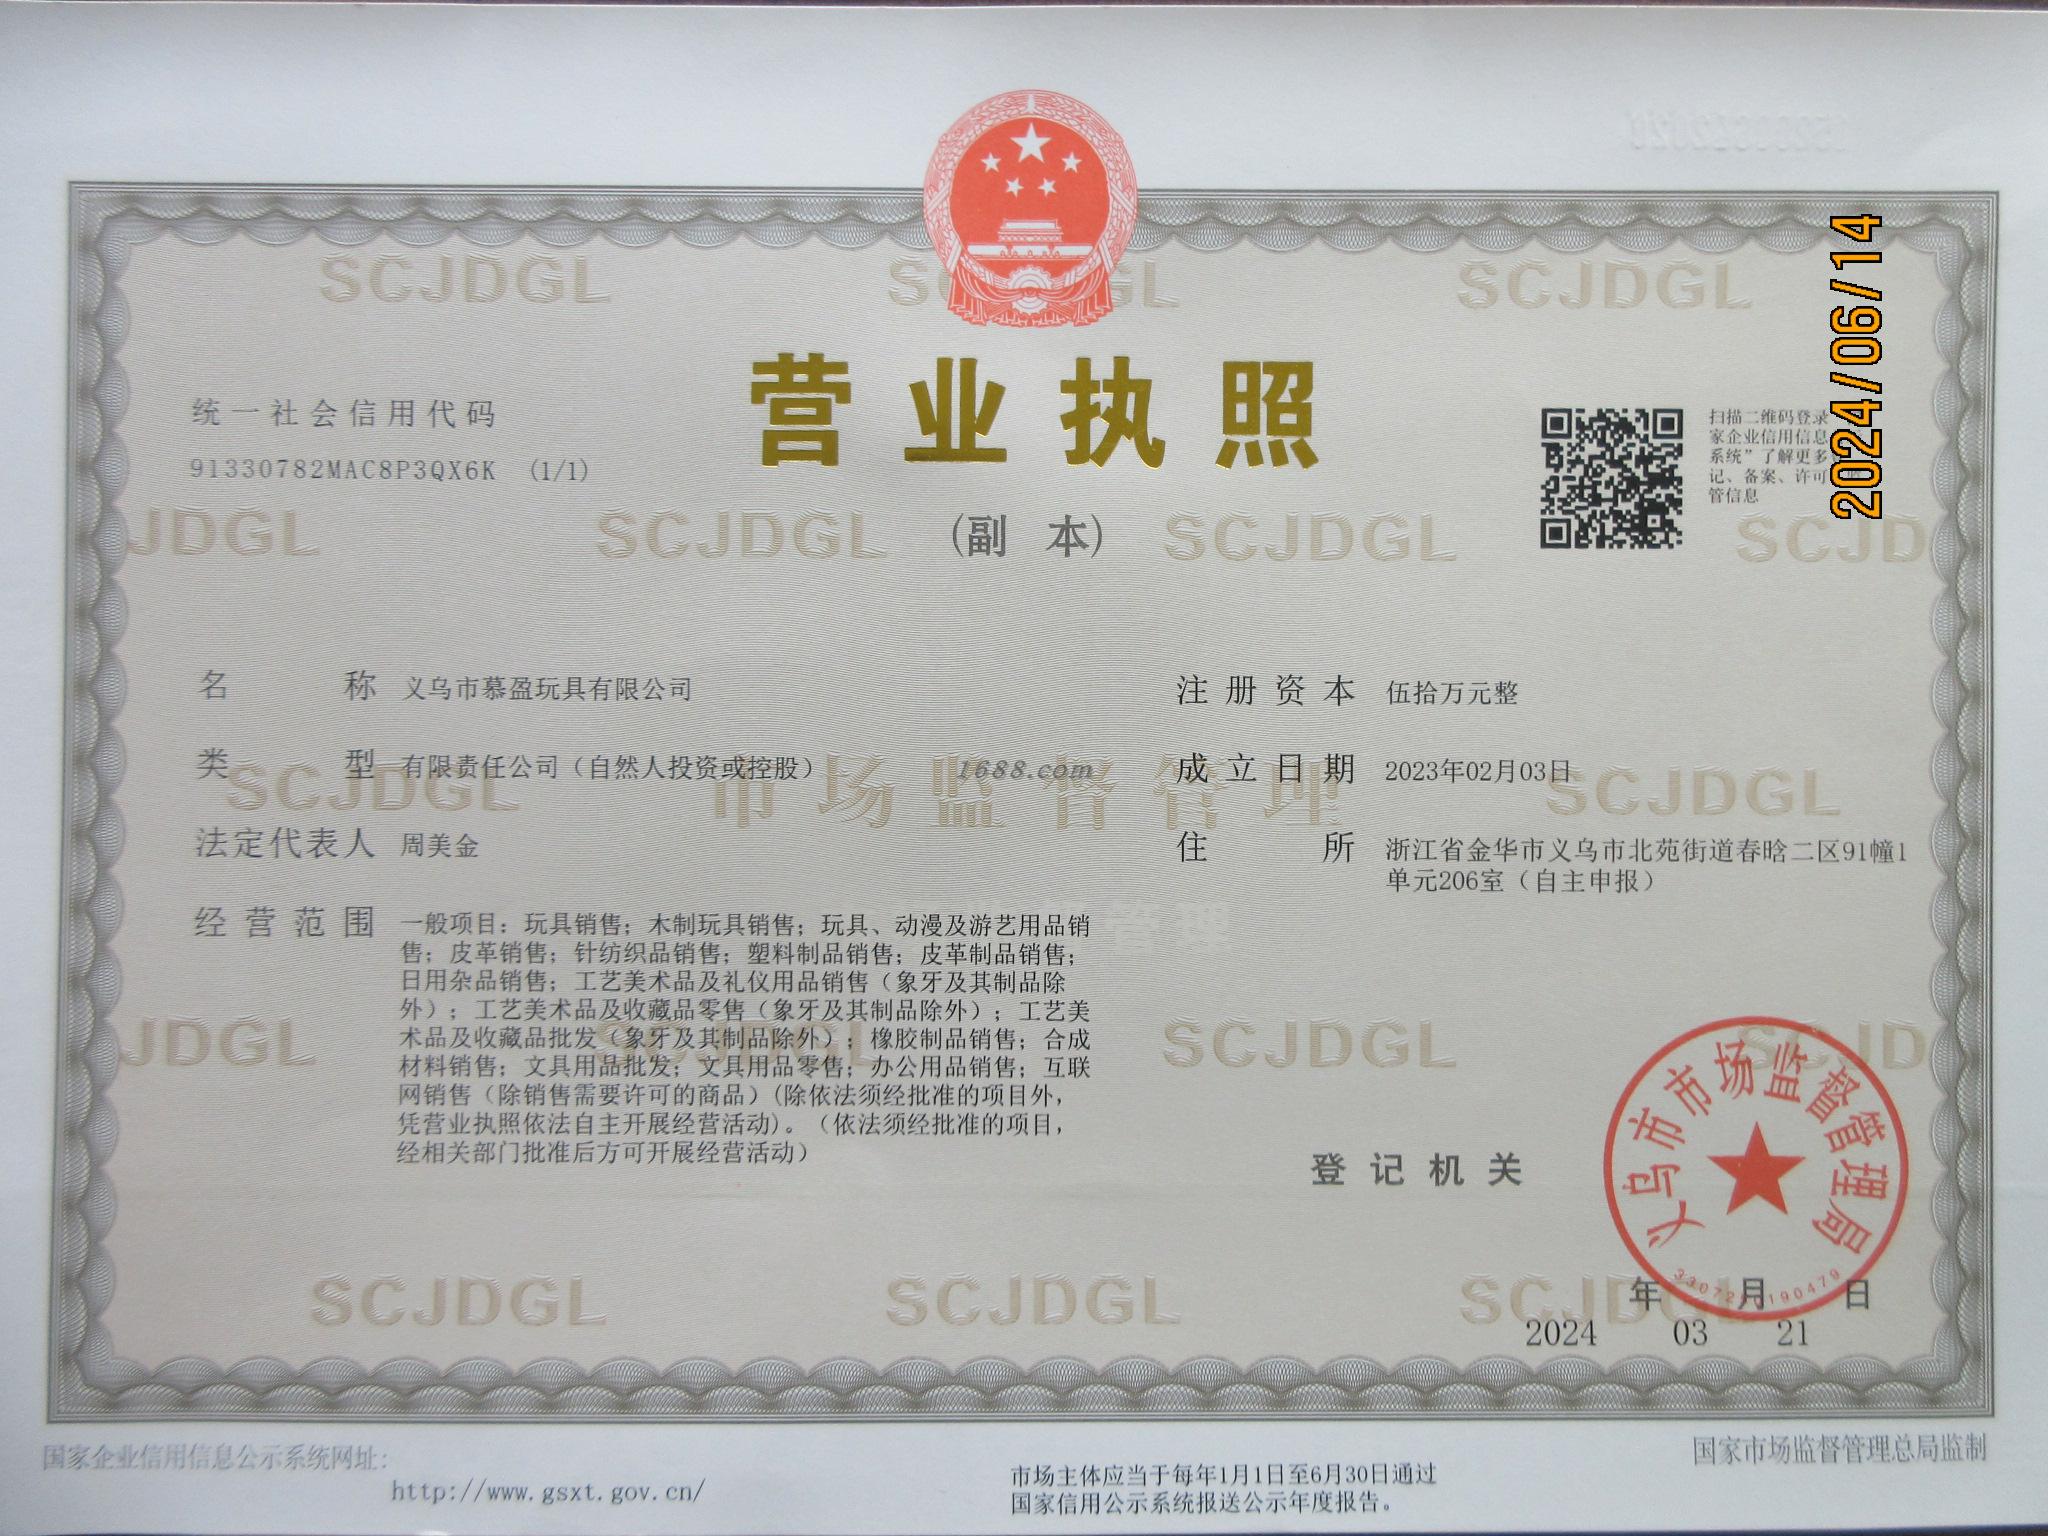 2024/06/14
SCJDGL
SCJDGL
营业执照
(副 本)
统一社会信用代码
91330782MAC8P3QX6K (1/1)
扫描二维码登录
家企业信用信息
系统”了解更多
记、备案、许可
管信息
JDGL
SCJDGL
SCJDGL
SCJD
名称 义乌市慕盈玩具有限公司
类型 有限责任公司（自然人投资或控股）
法定代表人 周美金
经营范围 一般项目：玩具销售；木制玩具销售；玩具、动漫及游艺用品销
售；皮革销售；针纺织品销售；塑料制品销售；皮革制品销售；
日用杂品销售；工艺美术品及礼仪用品销售（象牙及其制品除
外）；工艺美术品及收藏品零售（象牙及其制品除外）；工艺美
术品及收藏品批发（象牙及其制品除外）；橡胶制品销售；合成
材料销售；文具用品批发；文具用品零售；办公用品销售；互联
网销售（除销售需要许可的商品）(除依法须经批准的项目外，
凭营业执照依法自主开展经营活动)。（依法须经批准的项目，
经相关部门批准后方可开展经营活动）
注册资本 伍拾万元整
成立日期 2023年02月03日
住所 浙江省金华市义乌市北苑街道春晗二区91幢1
单元206室（自主申报）
1688.com
市场监督管理
SCJDGL
SCJDGL
JDGL
SCJDGL
SCJDGL
SCJD
登记机关
义乌市市场监督管理局
年 月 日
2024 03 21
SCJDGL
SCJDGL
SCJDGL
国家企业信用信息公示系统网址：
http://www.gsxt.gov.cn/
市场主体应当于每年1月1日至6月30日通过
国家信用公示系统报送公示年度报告。
国家市场监督管理总局监制